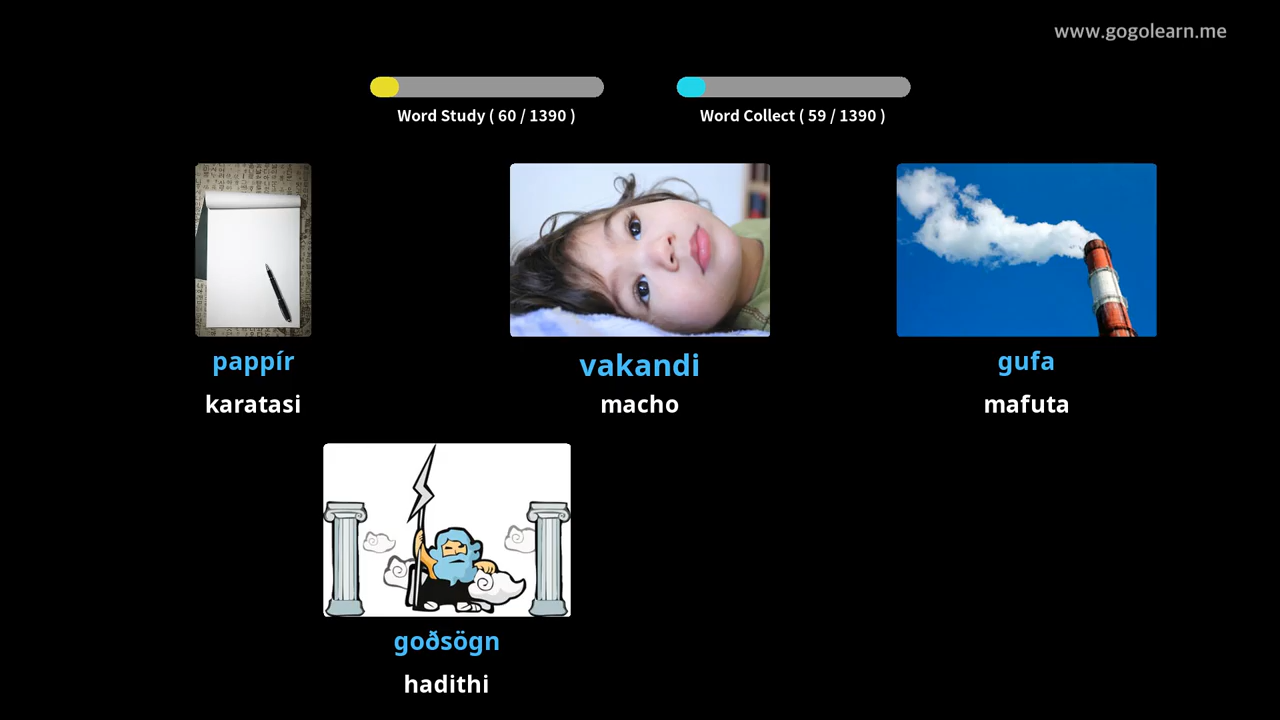 www.gogolearn.me
Word Study ( 60 / 1390 )
Word Collect ( 59 / 1390 )
pappír
karatasi
vakandi
macho
gufa
mafuta
goðsögn
hadithi